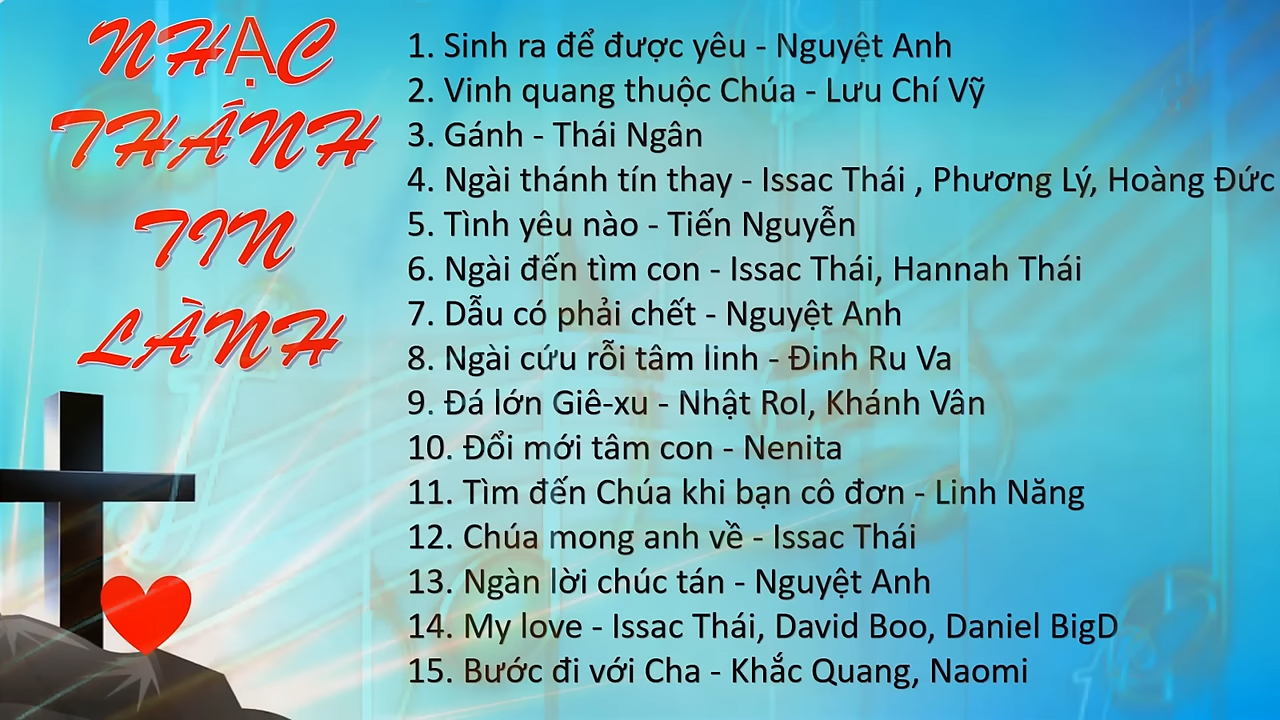 NHẠC
THÁNH
TIN
LÀNH
1. Sinh ra để được yêu - Nguyệt Anh
2. Vinh quang thuộc Chúa - Lưu Chí Vỹ
3. Gánh - Thái Ngân
4. Ngài thánh tín thay - Issac Thái , Phương Lý, Hoàng Đức
5. Tình yêu nào - Tiến Nguyễn
6. Ngài đến tìm con - Issac Thái, Hannah Thái
7. Dẫu có phải chết - Nguyệt Anh
8. Ngài cứu rỗi tâm linh - Đinh Ru Va
9. Đá lớn Giê-xu - Nhật Rol, Khánh Vân
10. Đổi mới tâm con - Nenita
11. Tìm đến Chúa khi bạn cô đơn - Linh Năng
12. Chúa mong anh về - Issac Thái
13. Ngàn lời chúc tán - Nguyệt Anh
14. My love - Issac Thái, David Boo, Daniel BigD
15. Bước đi với Cha - Khắc Quang, Naomi